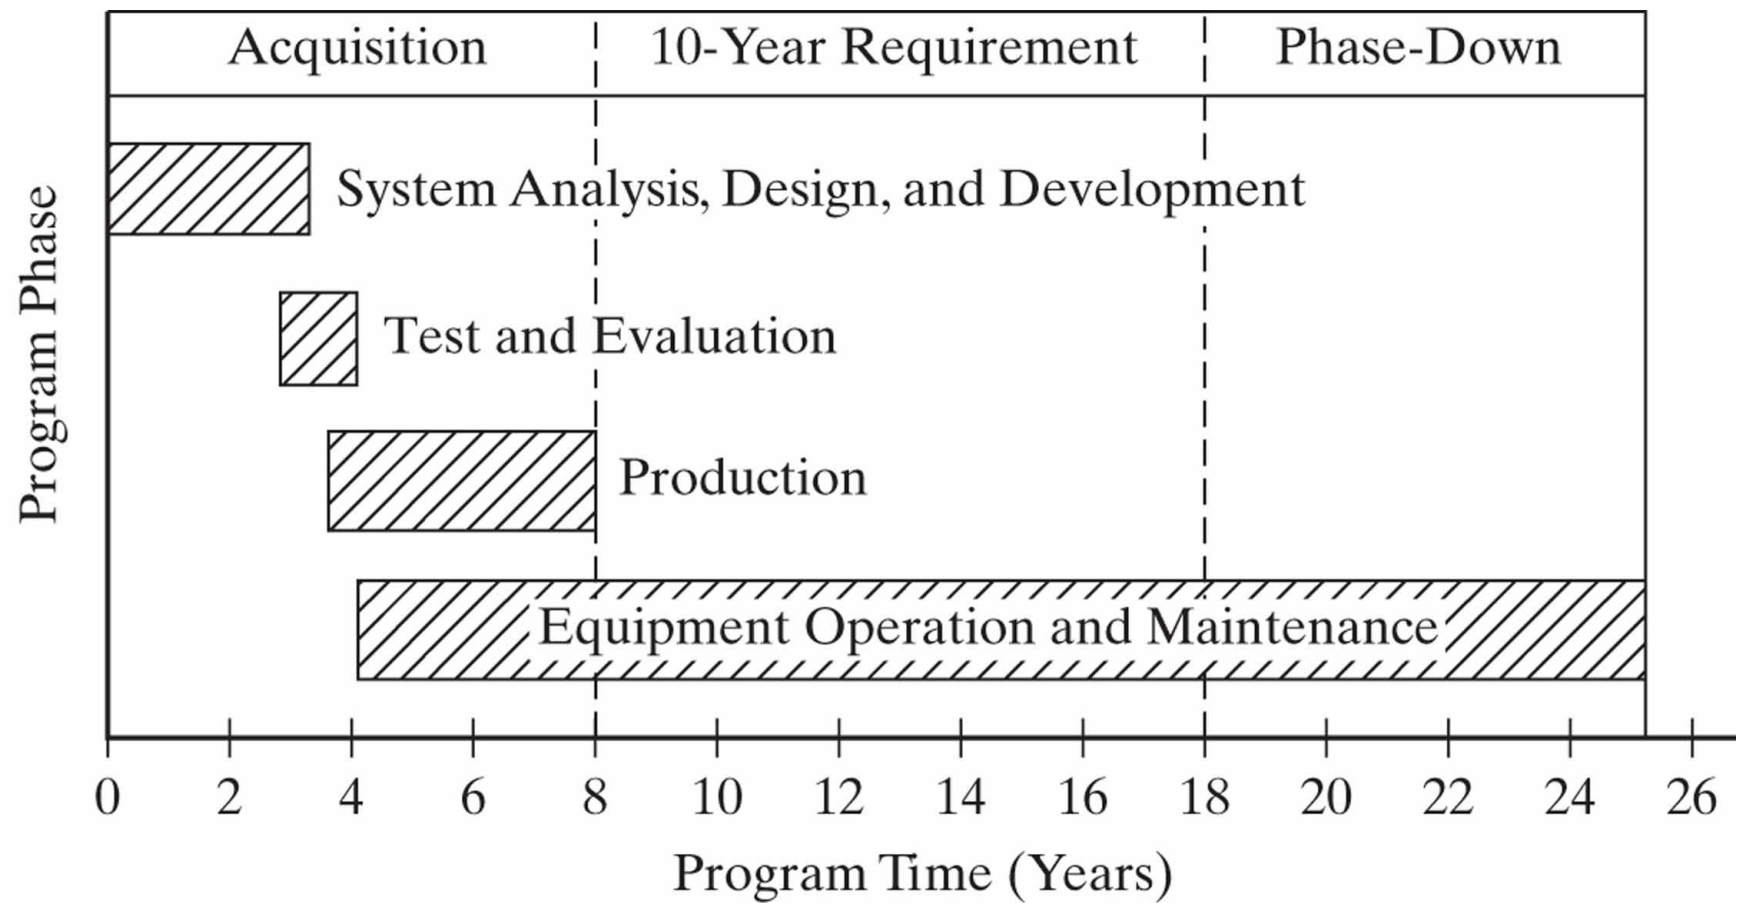 Acquisition
10-Year Requirement
Phase-Down
Program Phase
System Analysis, Design, and Development
Test and Evaluation
Production
Equipment Operation and Maintenance
0 2 4 6 8 10 12 14 16 18 20 22 24 26
Program Time (Years)